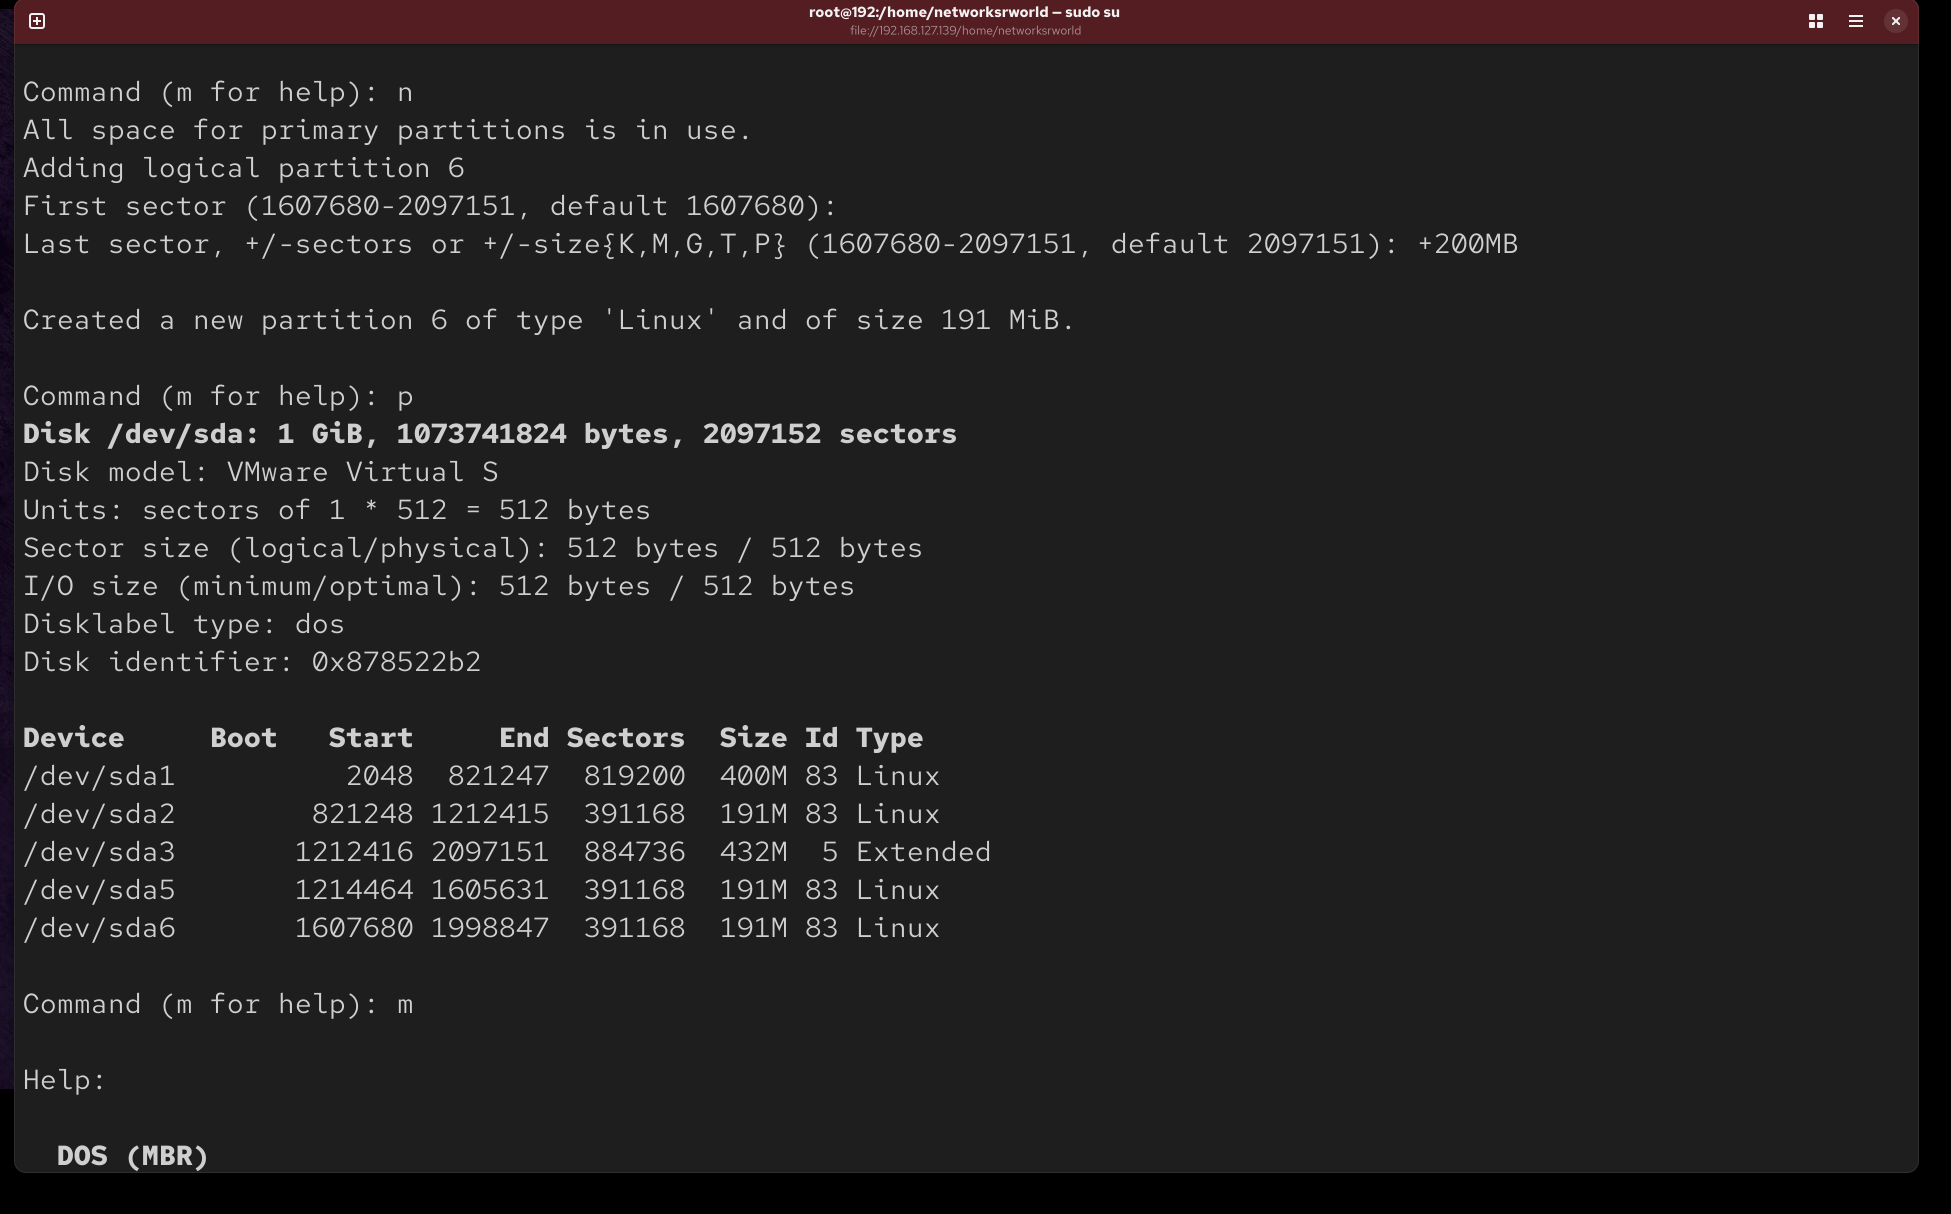 root@192:/home/networksrworld — sudo su
file://192.168.127.139/home/networksrworld
Command (m for help): n
All space for primary partitions is in use.
Adding logical partition 6
First sector (1607680-2097151, default 1607680):
Last sector, +/-sectors or +/-size{K,M,G,T,P} (1607680-2097151, default 2097151): +200MB
Created a new partition 6 of type 'Linux' and of size 191 MiB.
Command (m for help): p
Disk /dev/sda: 1 GiB, 1073741824 bytes, 2097152 sectors
Disk model: VMware Virtual S
Units: sectors of 1 * 512 = 512 bytes
Sector size (logical/physical): 512 bytes / 512 bytes
I/O size (minimum/optimal): 512 bytes / 512 bytes
Disklabel type: dos
Disk identifier: 0x878522b2
Device     Boot   Start     End Sectors  Size Id Type
/dev/sda1          2048  821247  819200  400M 83 Linux
/dev/sda2        821248 1212415  391168  191M 83 Linux
/dev/sda3       1212416 2097151  884736  432M  5 Extended
/dev/sda5       1214464 1605631  391168  191M 83 Linux
/dev/sda6       1607680 1998847  391168  191M 83 Linux
Command (m for help): m
Help:
DOS (MBR)